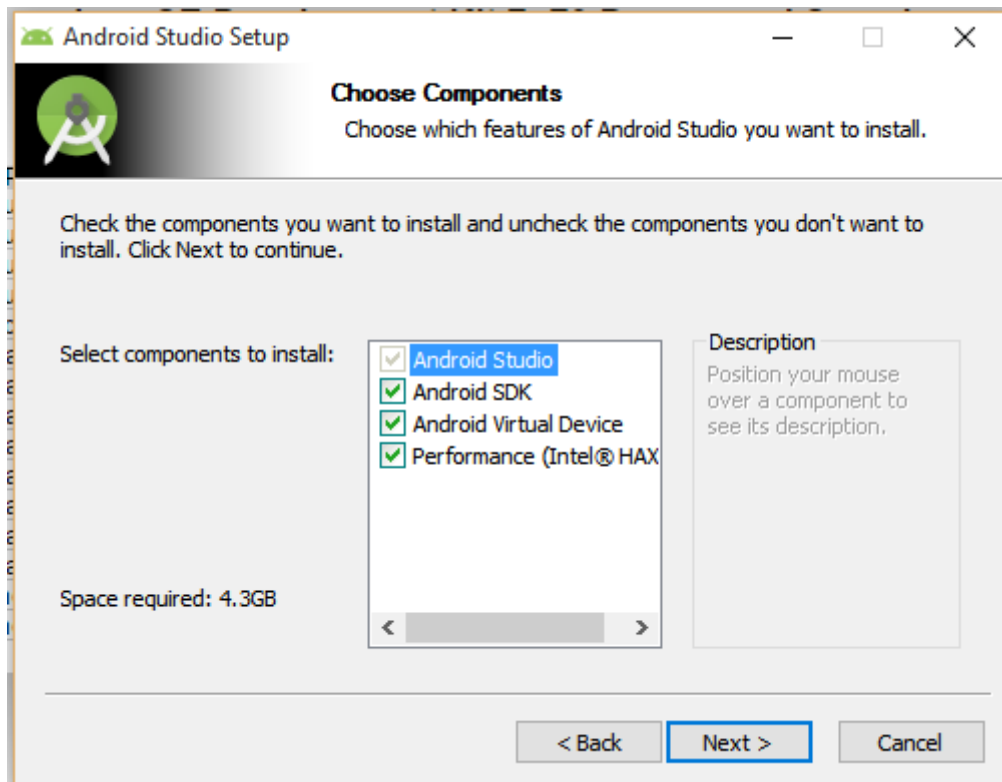 Android Studio Setup
Choose Components
Choose which features of Android Studio you want to install.
Check the components you want to install and uncheck the components you don't want to
install. Click Next to continue.
Select components to install:
Android Studio
Android SDK
Android Virtual Device
Performance (Intel® HAX
Description
Position your mouse
over a component to
see its description.
Space required: 4.3GB
< Back
Next >
Cancel